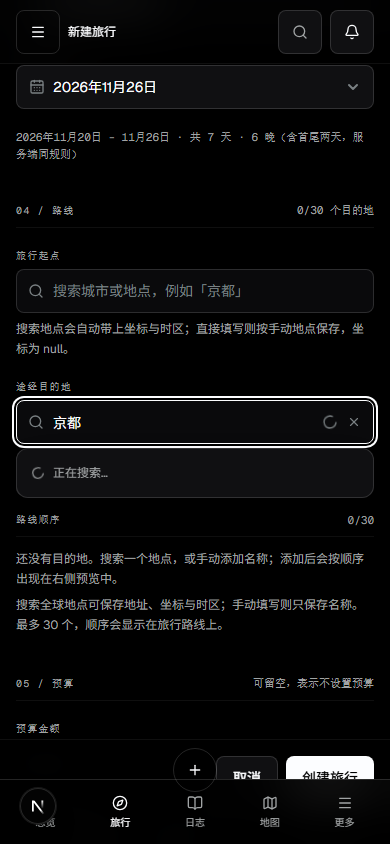 新建旅行
2026年11月26日
2026年11月20日 – 11月26日 · 共 7 天 · 6 晚（含首尾两天，服
务端同规则）
04 / 路线
0/30 个目的地
旅行起点
搜索城市或地点，例如「京都」
搜索地点会自动带上坐标与时区；直接填写则按手动地点保存，坐
标为 null。
途经目的地
京都
正在搜索…
路线顺序
0/30
还没有目的地。搜索一个地点，或手动添加名称；添加后会按顺序
出现在右侧预览中。
搜索全球地点可保存地址、坐标与时区；手动填写则只保存名称。
最多 30 个，顺序会显示在旅行路线上。
05 / 预算
可留空，表示不设置预算
预算金额
取消
创建旅行
N
旅行
日志
地图
更多